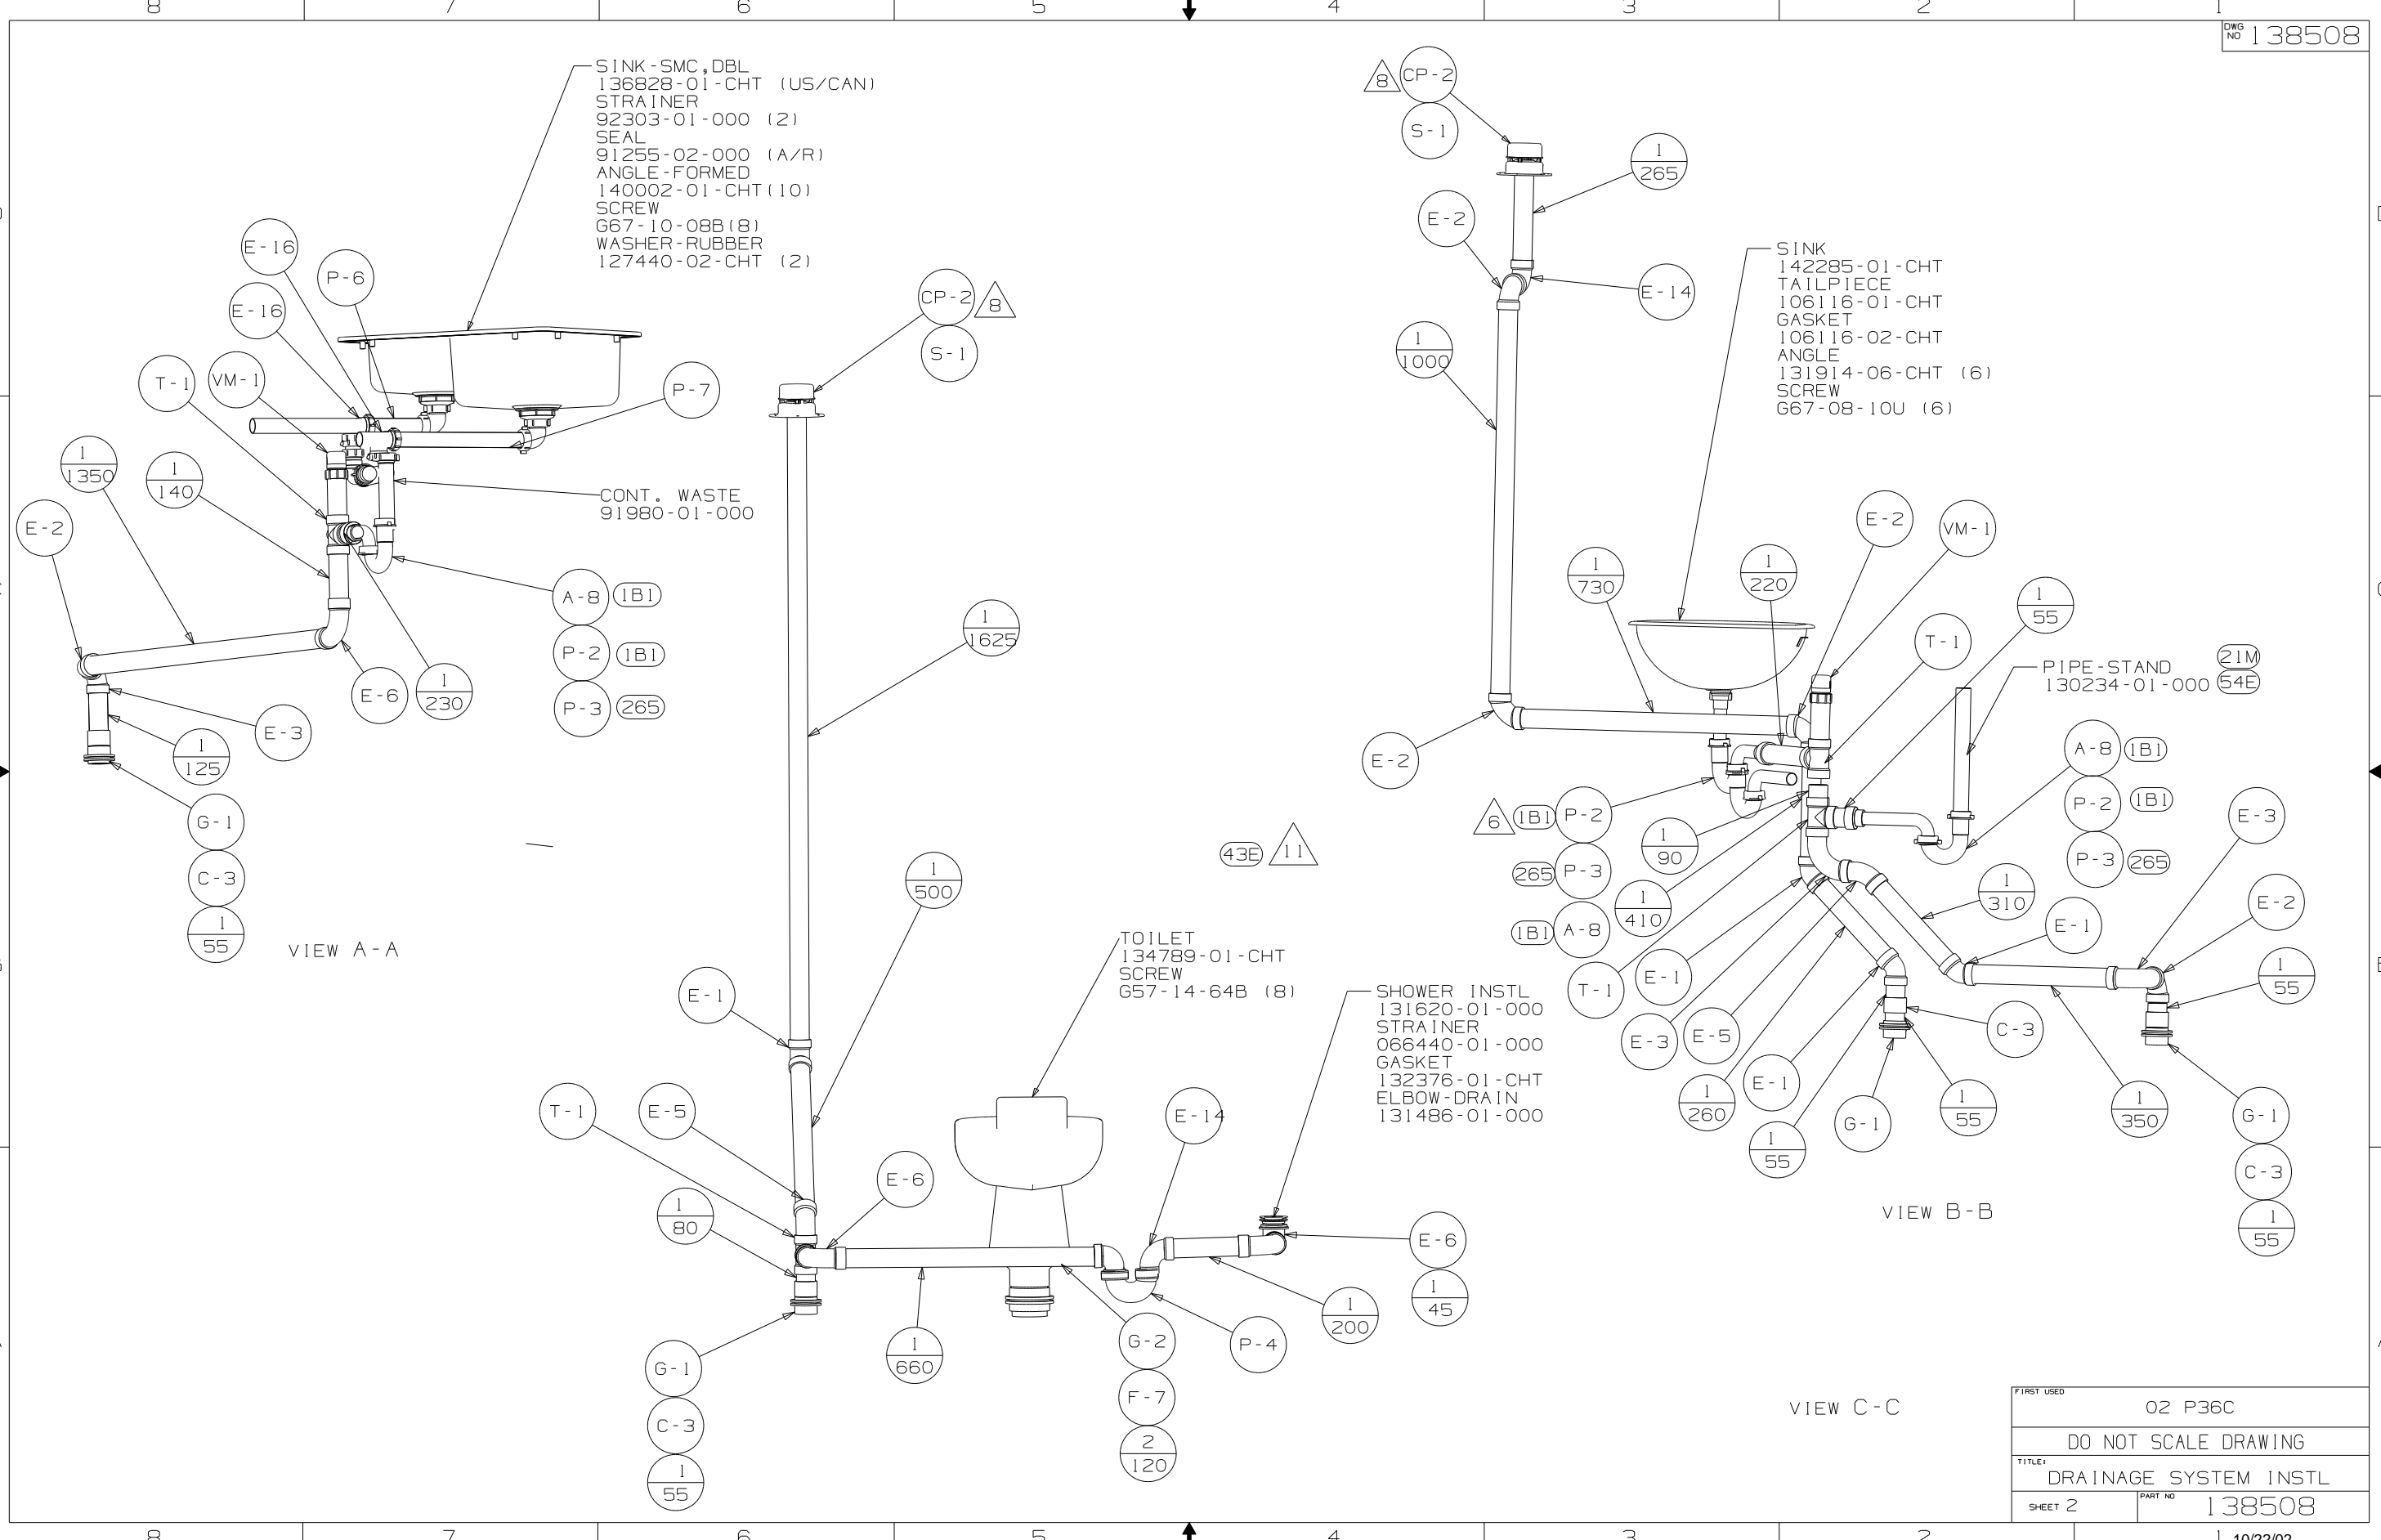 8 7 6 5 4 3 2 1
DWG NO 138508
SINK-SMC,DBL
136828-01-CHT (US/CAN)
STRAINER
92303-01-000 (2)
SEAL
91255-02-000 (A/R)
ANGLE-FORMED
140002-01-CHT(10)
SCREW
G67-10-08B(8)
WASHER-RUBBER
127440-02-CHT (2)
E-16
P-6
E-16
VM-1
T-1
P-7
1
1350
1
140
E-2
CONT. WASTE
91980-01-000
A-8 1B1
P-2 1B1
P-3 265
E-6
1
230
E-3
1
125
G-1
C-3
1
55
VIEW A-A
CP-2 8
S-1
1
1625
1
500
E-1
T-1
E-5
E-6
1
80
G-1
C-3
1
55
1
660
43E 11
TOILET
134789-01-CHT
SCREW
G57-14-64B (8)
E-14
SHOWER INSTL
131620-01-000
STRAINER
066440-01-000
GASKET
132376-01-CHT
ELBOW-DRAIN
131486-01-000
E-6
1
45
1
200
P-4
G-2
F-7
2
120
8 CP-2
S-1
1
265
E-2
E-14
1
1000
SINK
142285-01-CHT
TAILPIECE
106116-01-CHT
GASKET
106116-02-CHT
ANGLE
131914-06-CHT (6)
SCREW
G67-08-10U (6)
E-2
VM-1
1
730
1
220
1
55
T-1
PIPE-STAND 21M
130234-01-000 54E
E-2
A-8 1B1
P-2 1B1
P-3 265
E-3
6 1B1 P-2
265 P-3
1B1 A-8
1
90
1
410
1
310
E-2
E-1
T-1
E-1
E-3
E-5
1
260
E-1
1
55
G-1
1
55
C-3
1
350
1
55
G-1
C-3
1
55
VIEW B-B
VIEW C-C
FIRST USED
02 P36C
DO NOT SCALE DRAWING
TITLE:
DRAINAGE SYSTEM INSTL
SHEET 2 PART NO 138508
8 7 6 5 4 3 2 1